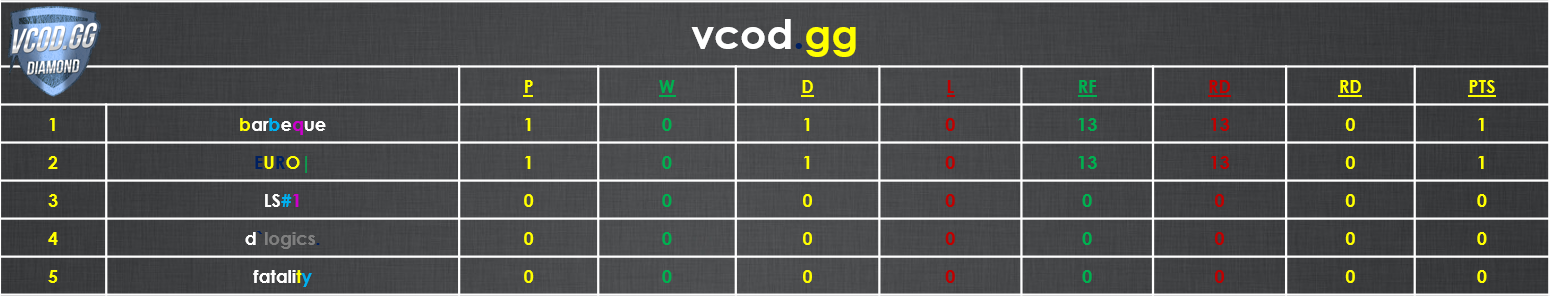 VCOD.GG
DIAMOND
vcod.gg
P W D L RF RD RD PTS
1 barbeque 1 0 1 0 13 13 0 1
2 EURO| 1 0 1 0 13 13 0 1
3 LS#1 0 0 0 0 0 0 0 0
4 d`logics. 0 0 0 0 0 0 0 0
5 fatality 0 0 0 0 0 0 0 0